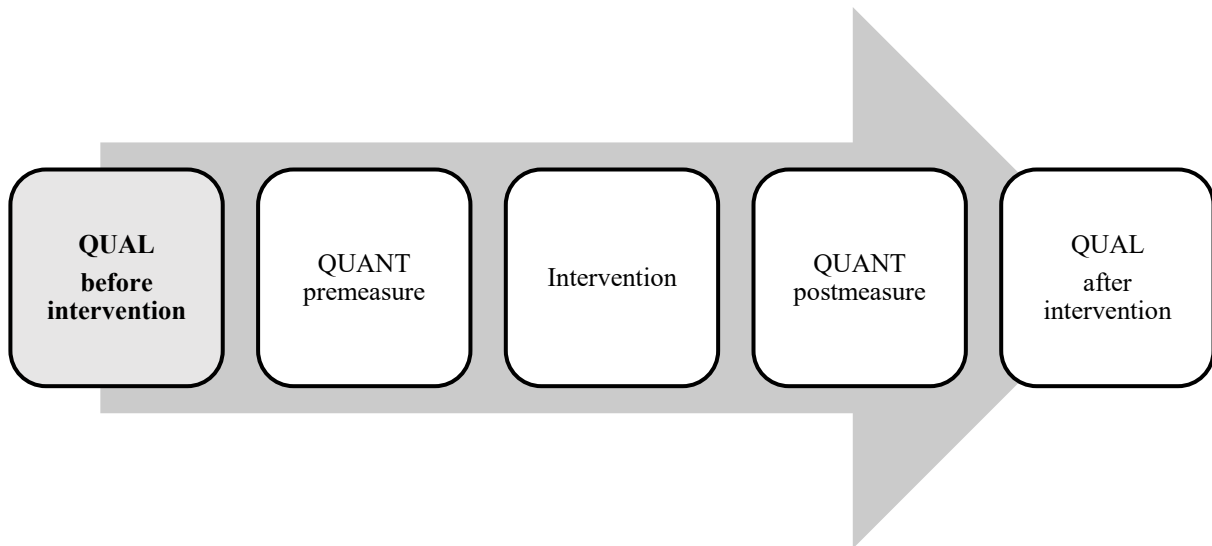 QUAL
before
intervention
QUANT
premeasure
Intervention
QUANT
postmeasure
QUAL
after
intervention